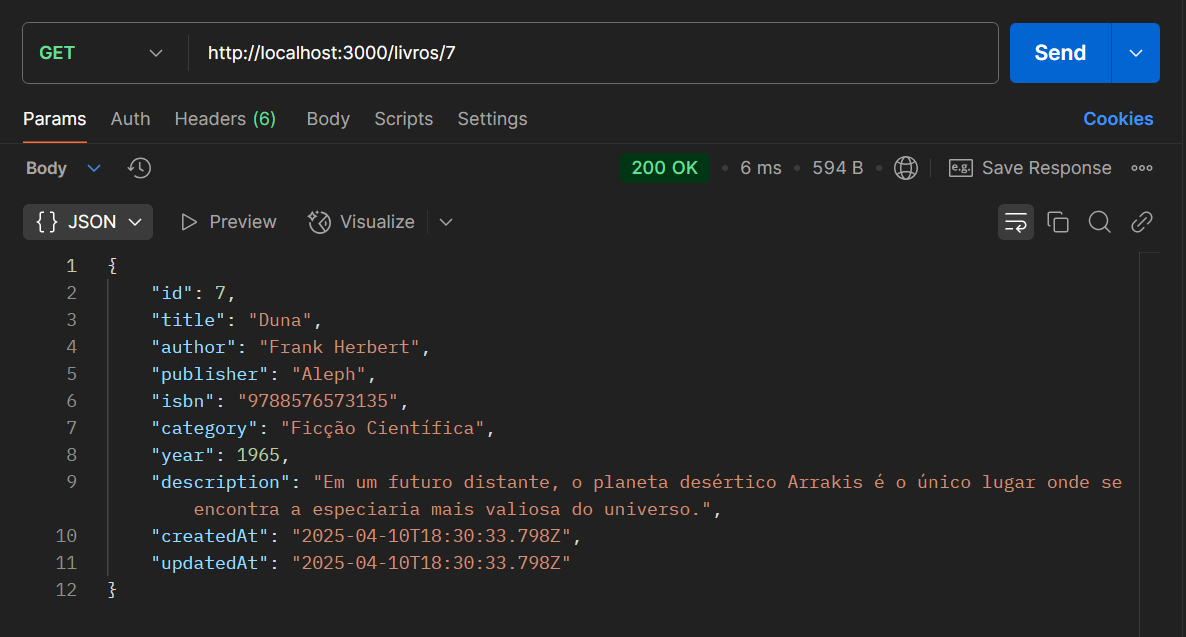 GET http://localhost:3000/livros/7 Send
Params Auth Headers (6) Body Scripts Settings Cookies
Body 200 OK • 6 ms • 594 B • e.g. Save Response
{} JSON Preview Visualize
1 {
2 "id": 7,
3 "title": "Duna",
4 "author": "Frank Herbert",
5 "publisher": "Aleph",
6 "isbn": "9788576573135",
7 "category": "Ficção Científica",
8 "year": 1965,
9 "description": "Em um futuro distante, o planeta desértico Arrakis é o único lugar onde se
encontra a especiaria mais valiosa do universo.",
10 "createdAt": "2025-04-10T18:30:33.798Z",
11 "updatedAt": "2025-04-10T18:30:33.798Z"
12 }